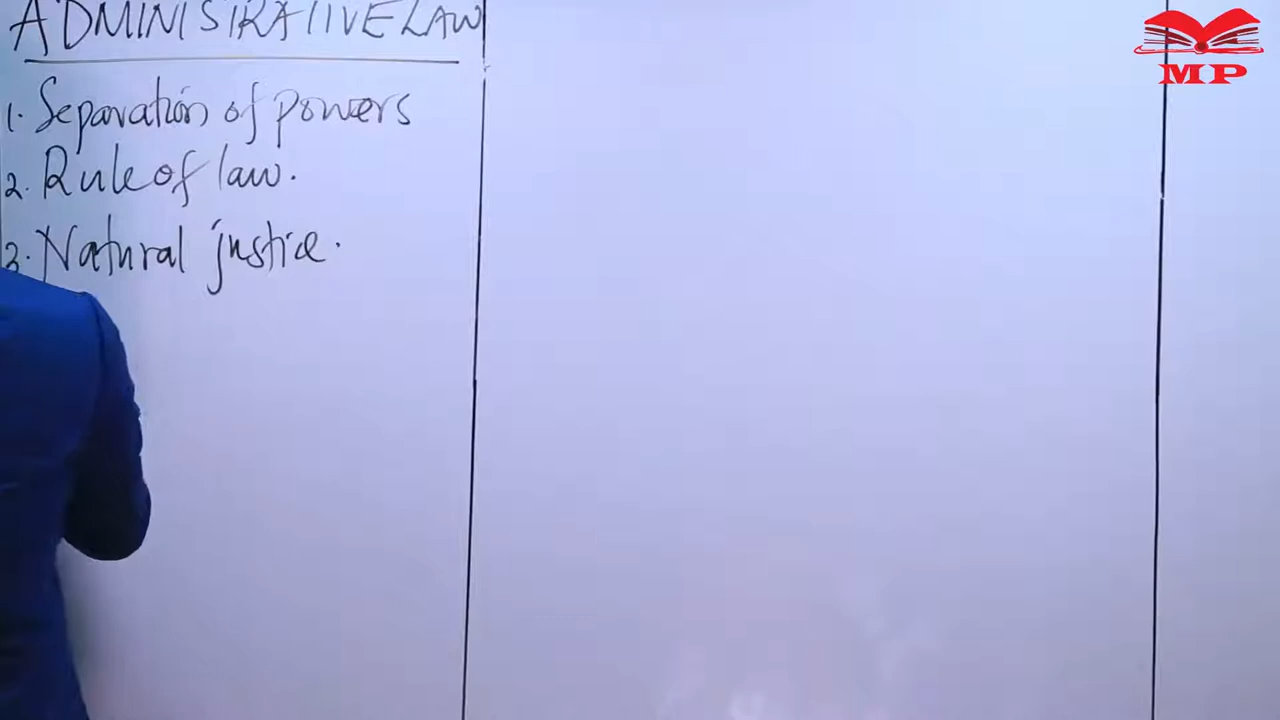 ADMINISTRATIVE LAW
1. Separation of powers
2. Rule of law.
3. Natural justice.
MP